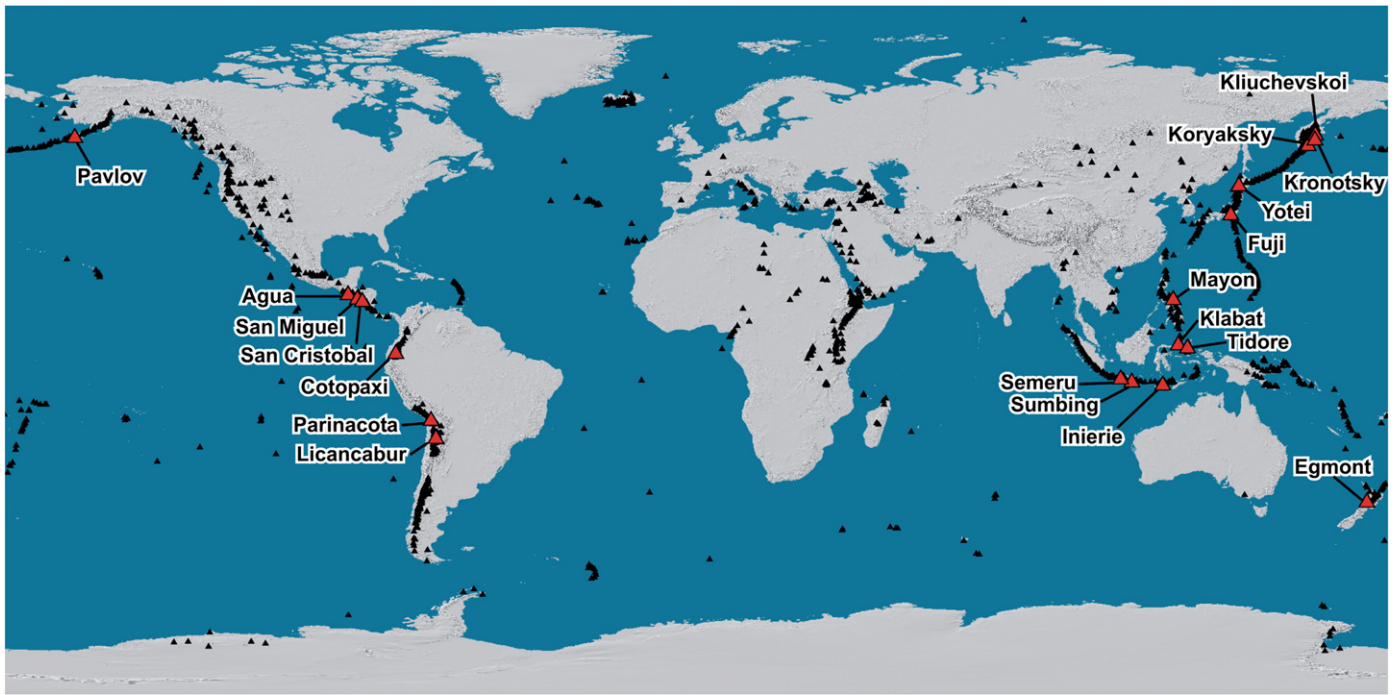 Kliuchevskoi
Koryaksky
Pavlov
Kronotsky
Yotei
Fuji
Mayon
Agua
San Miguel
San Cristobal
Klabat
Tidore
Cotopaxi
Semeru
Sumbing
Parinacota
Inierie
Licancabur
Egmont